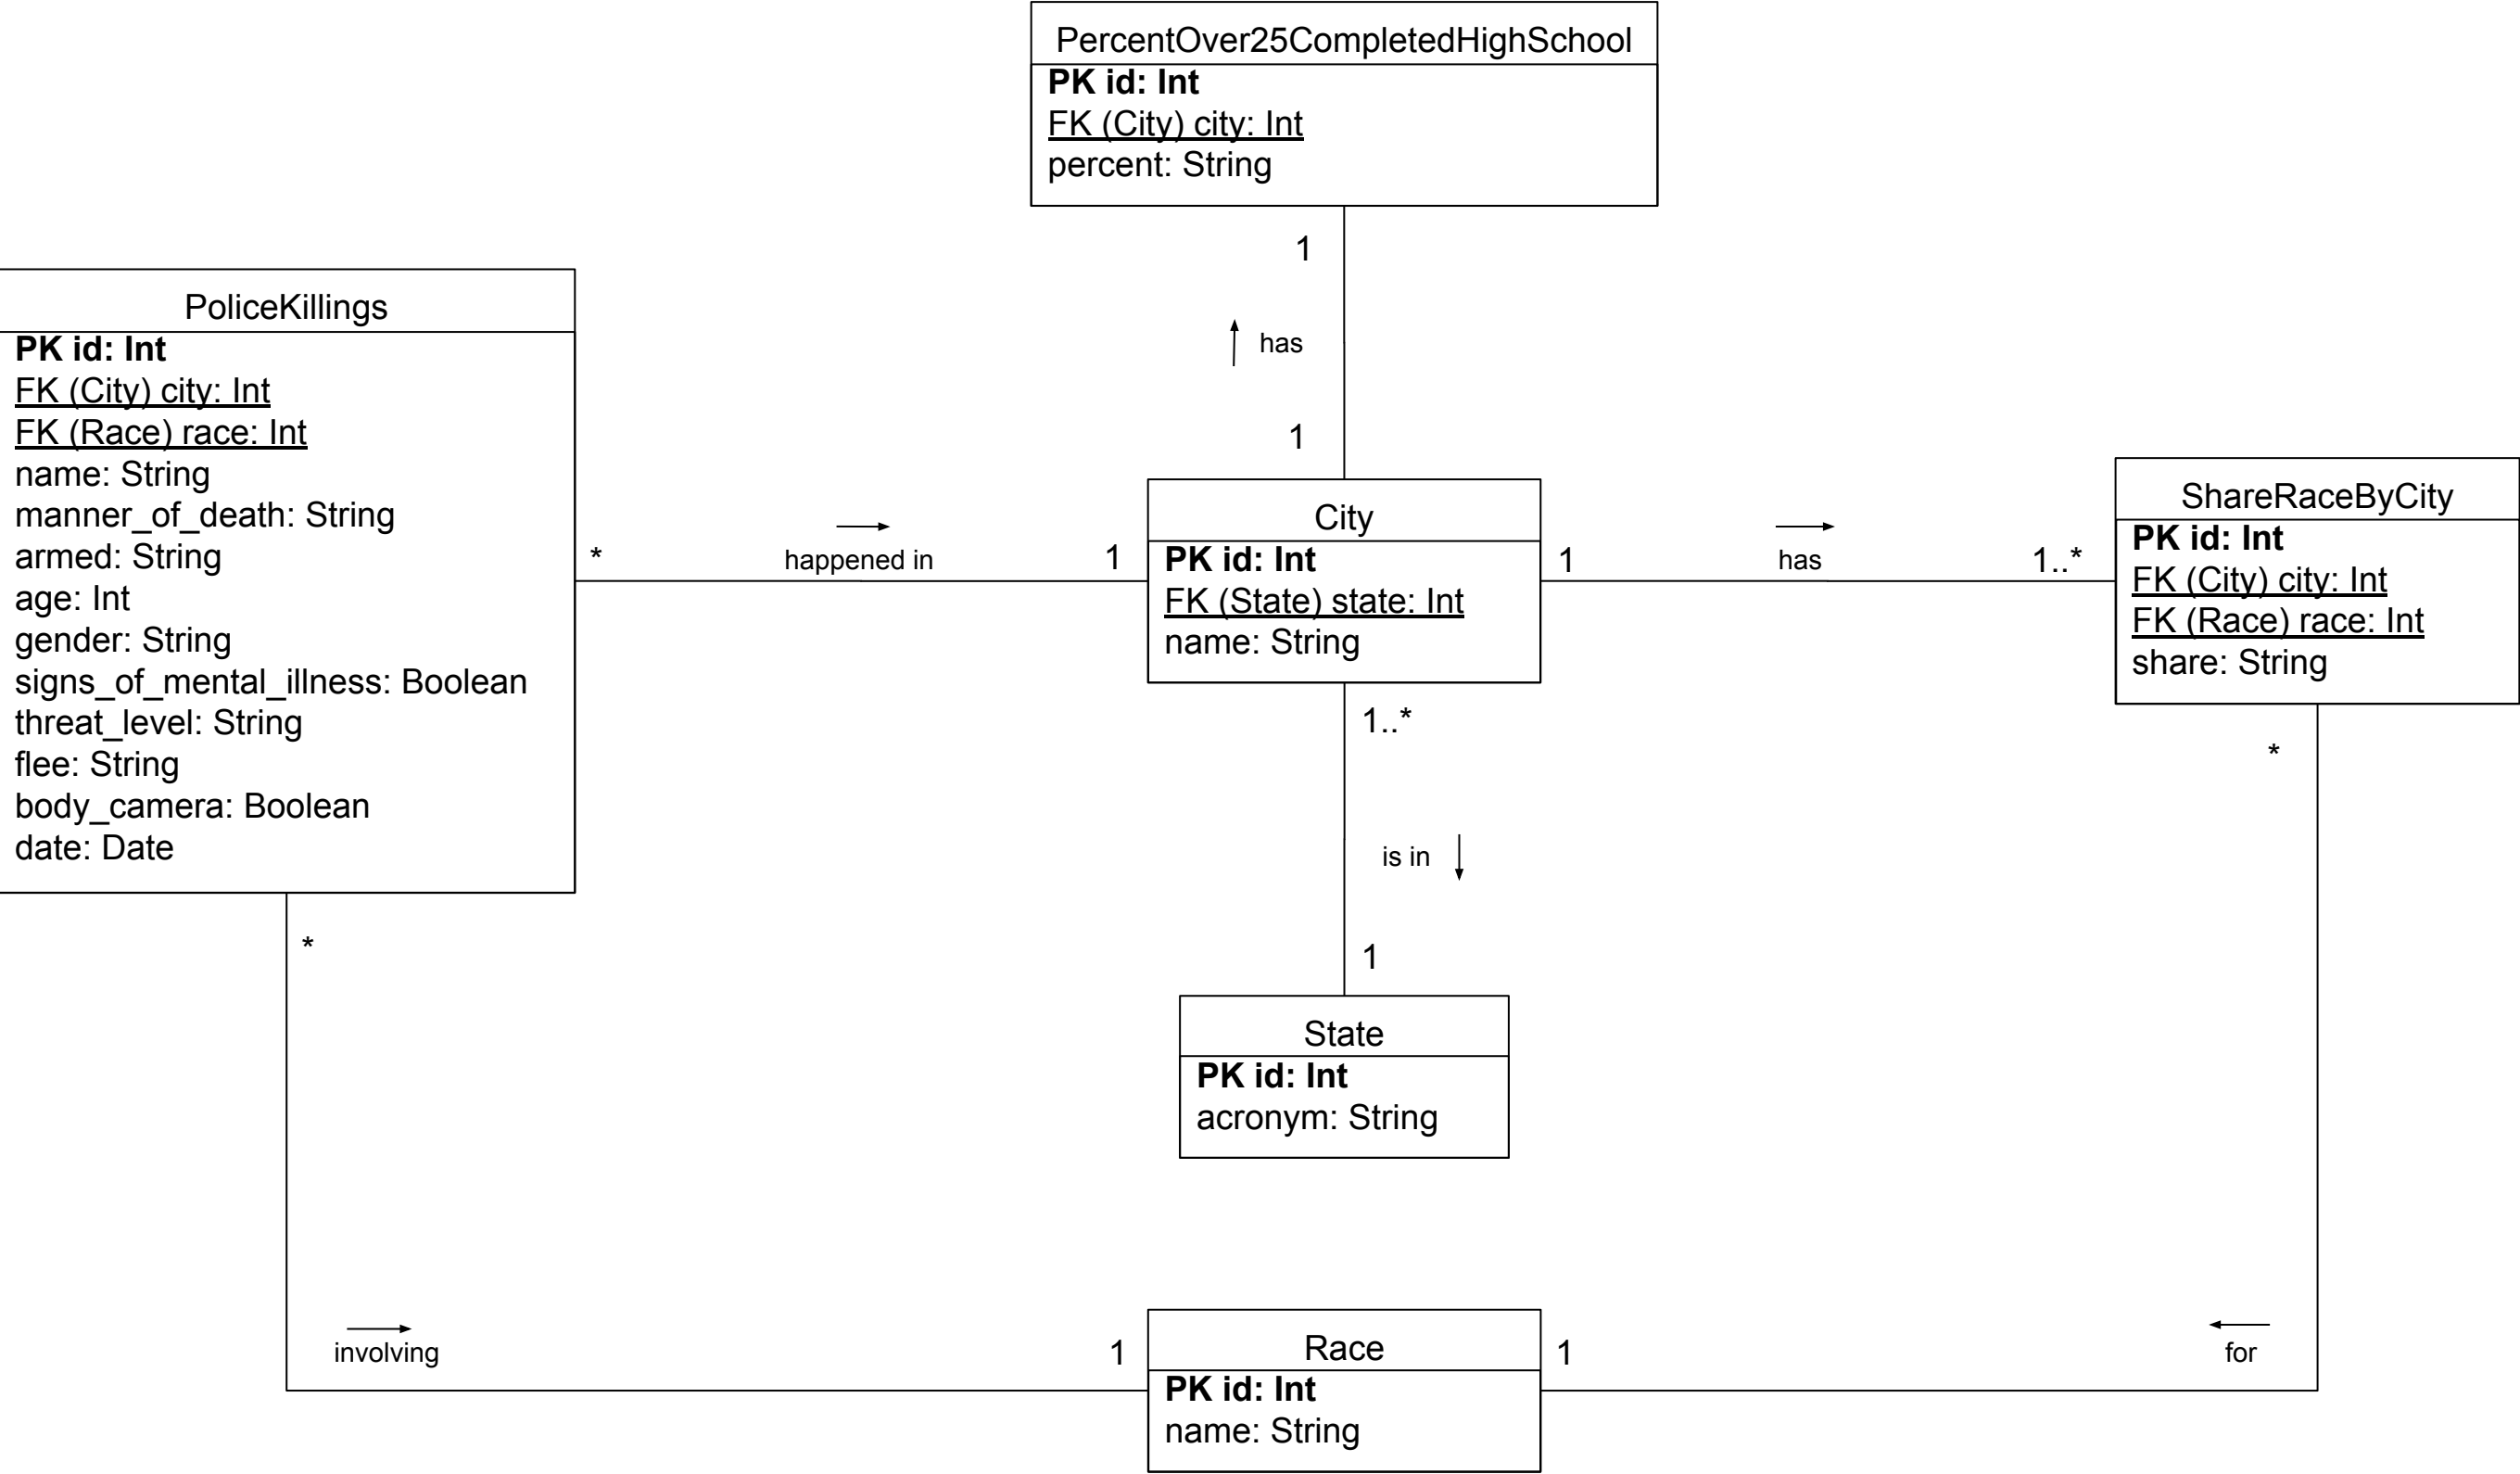 PercentOver25CompletedHighSchool
PK id: Int
FK (City) city: Int
percent: String
1
has
1
PoliceKillings
PK id: Int
FK (City) city: Int
FK (Race) race: Int
name: String
manner_of_death: String
armed: String
age: Int
gender: String
signs_of_mental_illness: Boolean
threat_level: String
flee: String
body_camera: Boolean
date: Date
*
happened in
1
City
PK id: Int
FK (State) state: Int
name: String
1
has
1..*
ShareRaceByCity
PK id: Int
FK (City) city: Int
FK (Race) race: Int
share: String
1..*
is in
1
State
PK id: Int
acronym: String
*
involving
1
Race
PK id: Int
name: String
1
for
*